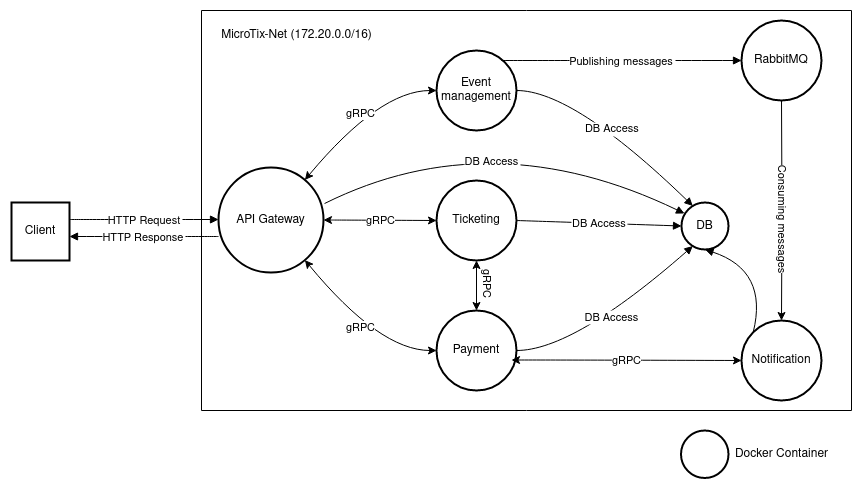 MicroTix-Net (172.20.0.0/16)
Event
management
Publishing messages
RabbitMQ
gRPC
DB Access
DB Access
Client
HTTP Request
HTTP Response
API Gateway
gRPC
Ticketing
DB Access
DB
Consuming messages
gRPC
gRPC
DB Access
Payment
gRPC
Notification
Docker Container